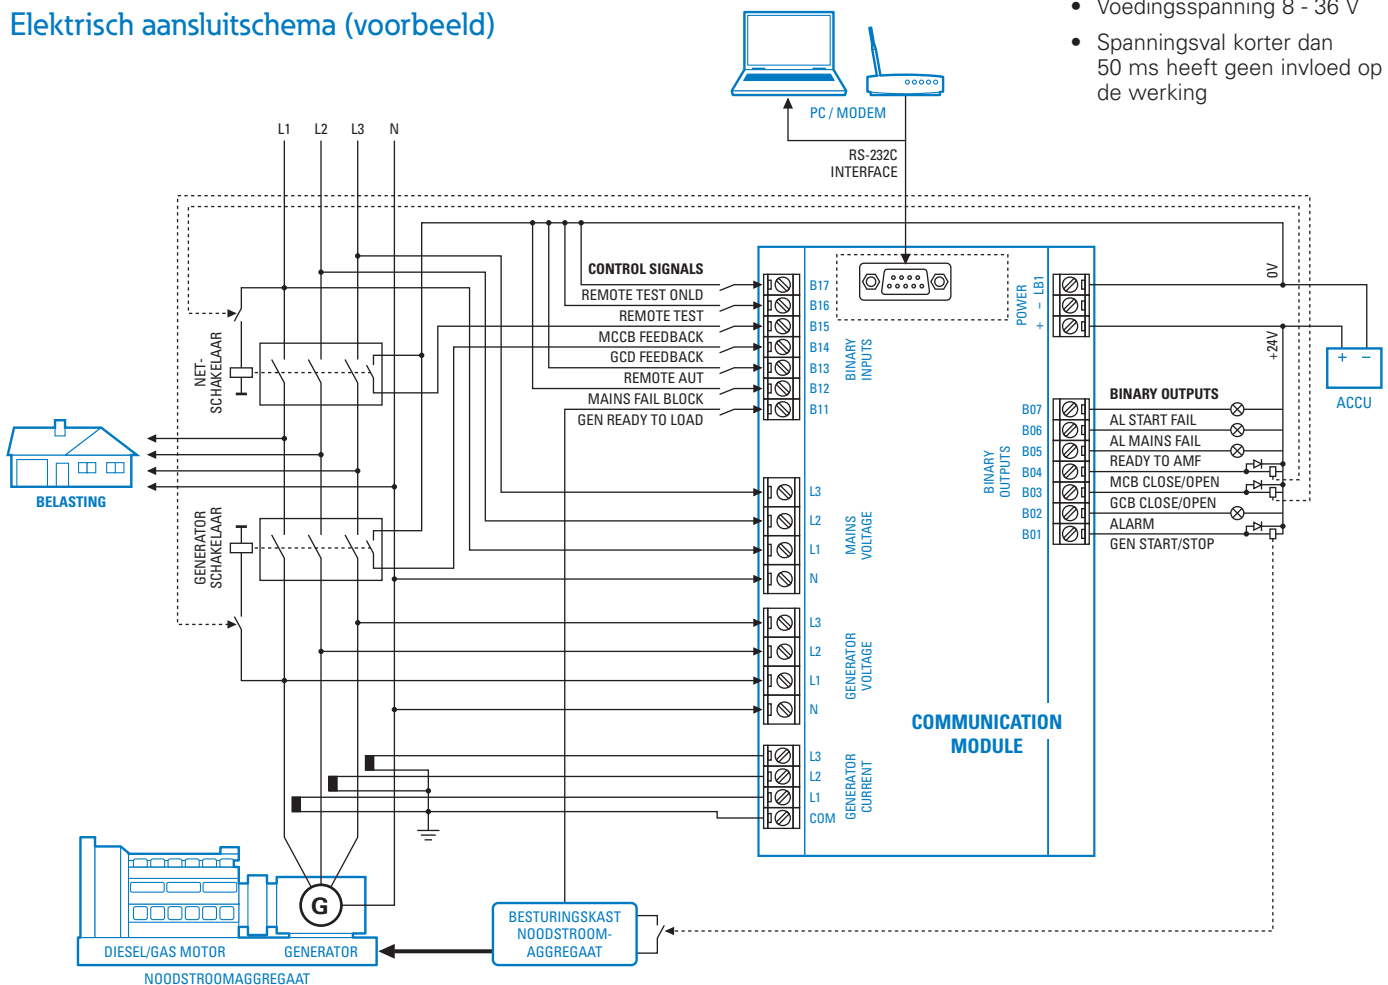 Elektrisch aansluitschema (voorbeeld)
• Voedingsspanning 8 - 36 V
• Spanningsval korter dan
50 ms heeft geen invloed op
de werking
PC / MODEM
RS-232C
INTERFACE
L1
L2
L3
N
CONTROL SIGNALS
REMOTE TEST ONLD
REMOTE TEST
MCCB FEEDBACK
GCD FEEDBACK
REMOTE AUT
MAINS FAIL BLOCK
GEN READY TO LOAD
B17
B16
B15
B14
B13
B12
B11
BINARY
INPUTS
POWER
+ − LB1
0V
+24V
+ −
ACCU
NET-
SCHAKELAAR
BELASTING
GENERATOR
SCHAKELAAR
L3
L2
L1
N
MAINS
VOLTAGE
L3
L2
L1
N
GENERATOR
VOLTAGE
L3
L2
L1
COM
GENERATOR
CURRENT
BINARY
OUTPUTS
B07
B06
B05
B04
B03
B02
B01
BINARY OUTPUTS
AL START FAIL
AL MAINS FAIL
READY TO AMF
MCB CLOSE/OPEN
GCB CLOSE/OPEN
ALARM
GEN START/STOP
COMMUNICATION
MODULE
G
DIESEL/GAS MOTOR
GENERATOR
NOODSTROOMAGGREGAAT
BESTURINGSKAST
NOODSTROOM-
AGGREGAAT